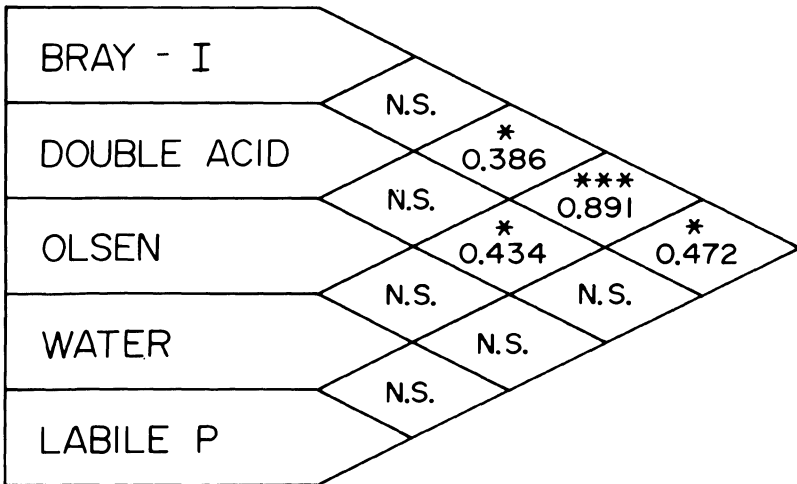 BRAY - I
N.S.
*
0.386
DOUBLE ACID
***
0.891
N.S.
*
0.434
*
0.472
OLSEN
N.S.
N.S.
WATER
N.S.
N.S.
LABILE P